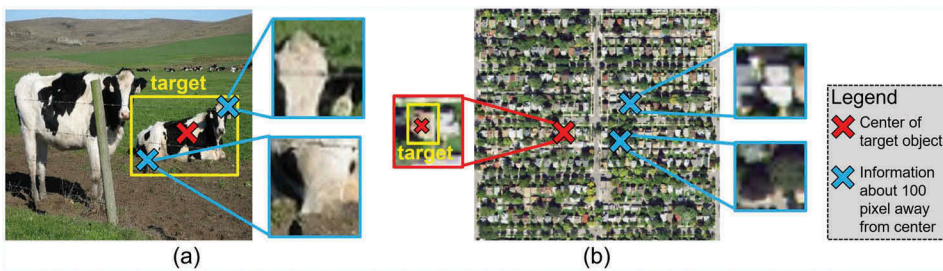 target
target
Legend
Center of
target object
Information
about 100
pixel away
from center
(a)
(b)